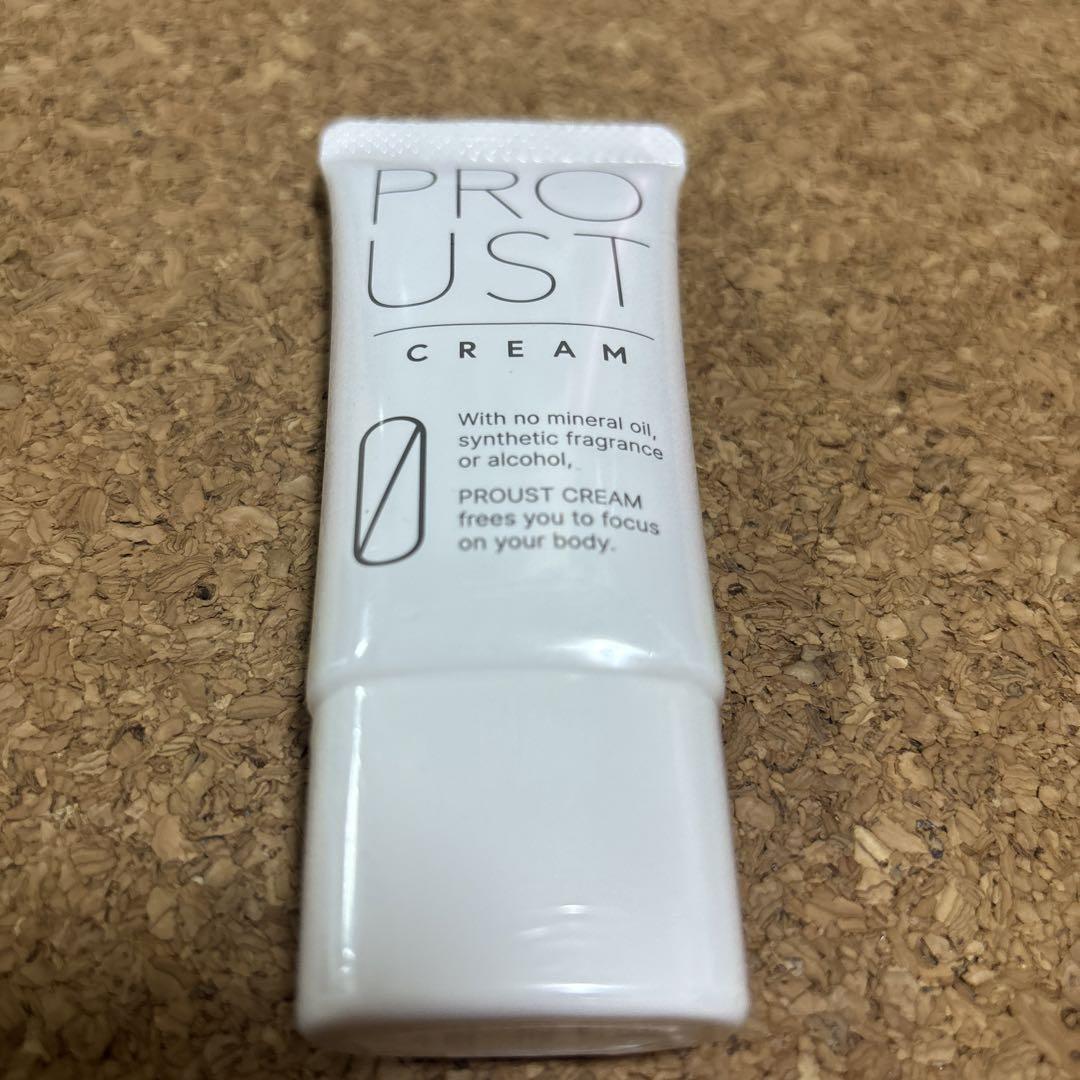 PRO
UST
CREAM
With no mineral oil,
synthetic fragrance
or alcohol,
PROUST CREAM
frees you to focus
on your body.